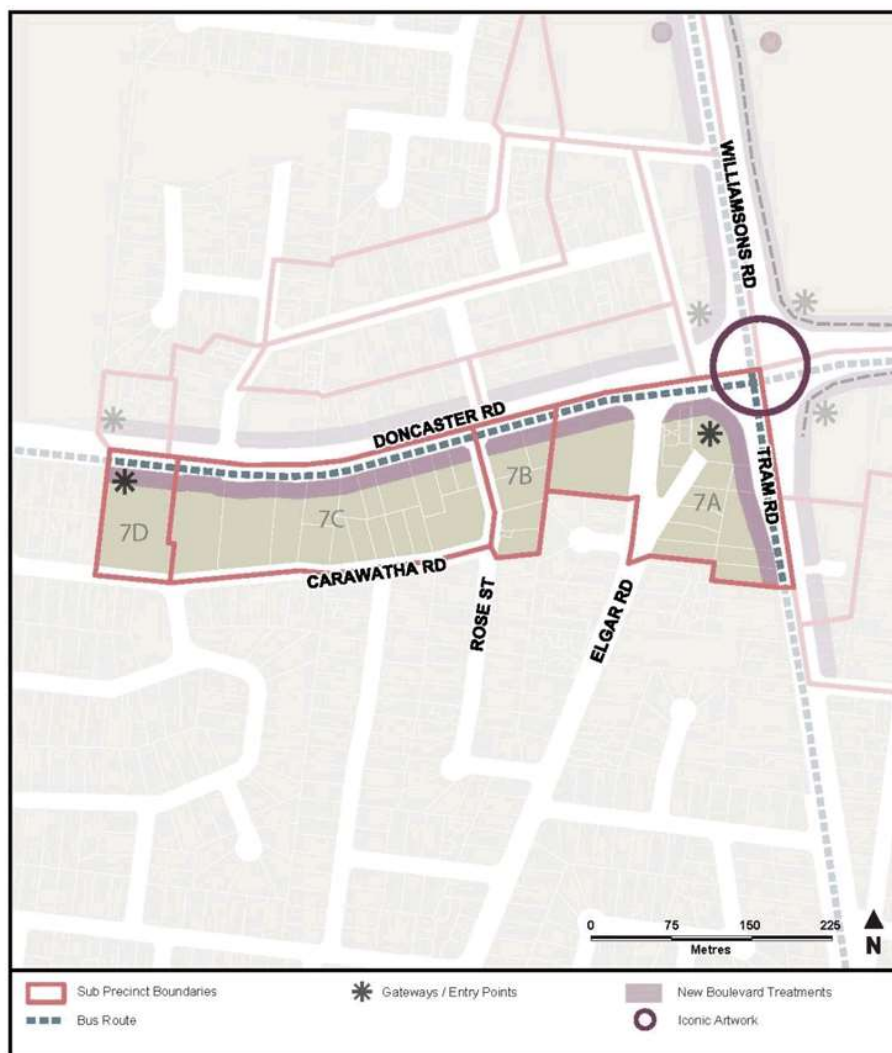 WILLIAMSONS RD
DONCASTER RD
TRAM RD
7B
7A
7C
7D
CARAWATHA RD
ROSE ST
ELGAR RD
0 75 150 225
Metres
N
Sub Precinct Boundaries
Gateways / Entry Points
New Boulevard Treatments
Bus Route
Iconic Artwork